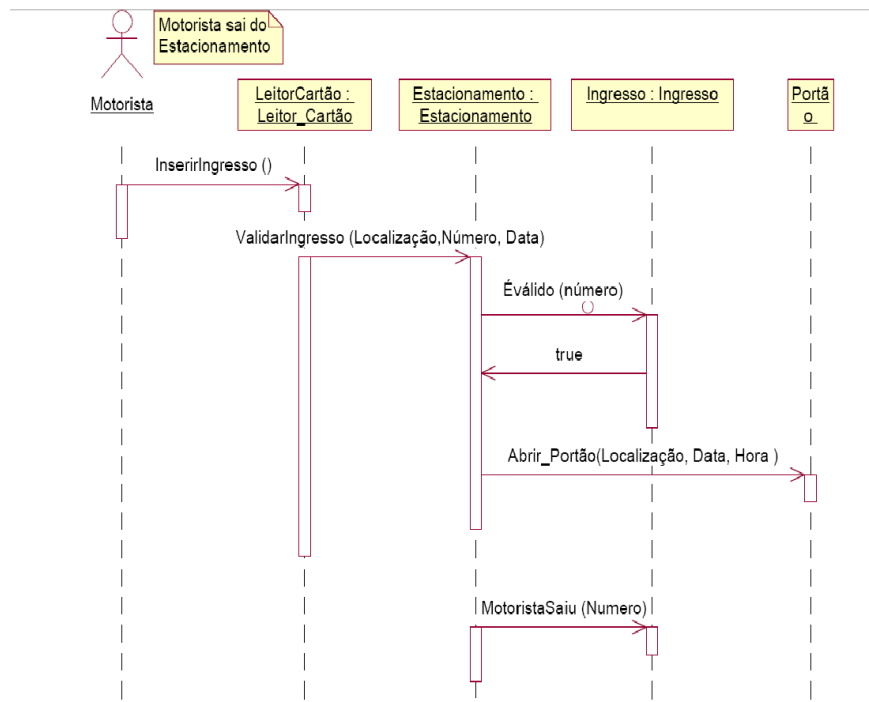 Motorista sai do
Estacionamento
Motorista
LeitorCartão :
Leitor_Cartão
Estacionamento :
Estacionamento
Ingresso : Ingresso
Portã
o
InserirIngresso ()
ValidarIngresso (Localização,Número, Data)
Éválido (número)
true
Abrir_Portão(Localização, Data, Hora )
MotoristaSaiu (Numero)